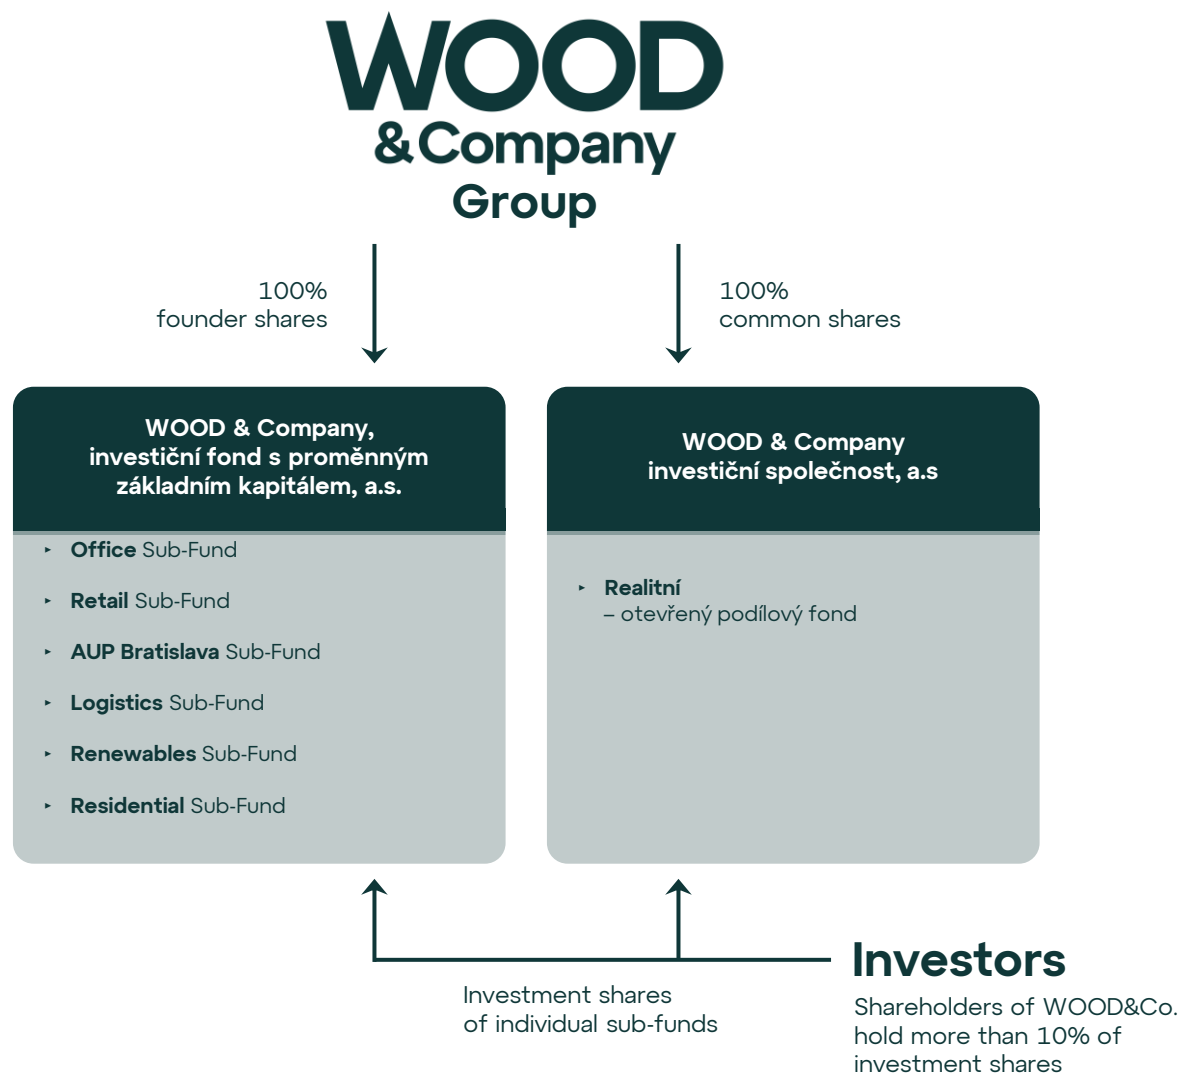 WOOD
& Company
Group
100%
founder shares
100%
common shares
WOOD & Company,
investiční fond s proměnným
základním kapitálem, a.s.
Office Sub-Fund
Retail Sub-Fund
AUP Bratislava Sub-Fund
Logistics Sub-Fund
Renewables Sub-Fund
Residential Sub-Fund
WOOD & Company
investiční společnost, a.s
Realitní
– otevřený podílový fond
Investment shares
of individual sub-funds
Investors
Shareholders of WOOD&Co.
hold more than 10% of
investment shares